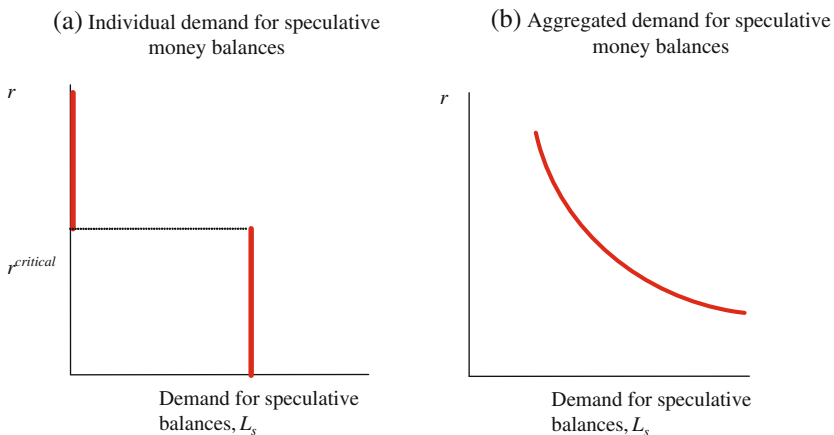 (a) Individual demand for speculative
money balances
r
r^critical
Demand for speculative
balances, L_s
(b) Aggregated demand for speculative
money balances
r
Demand for speculative
balances, L_s